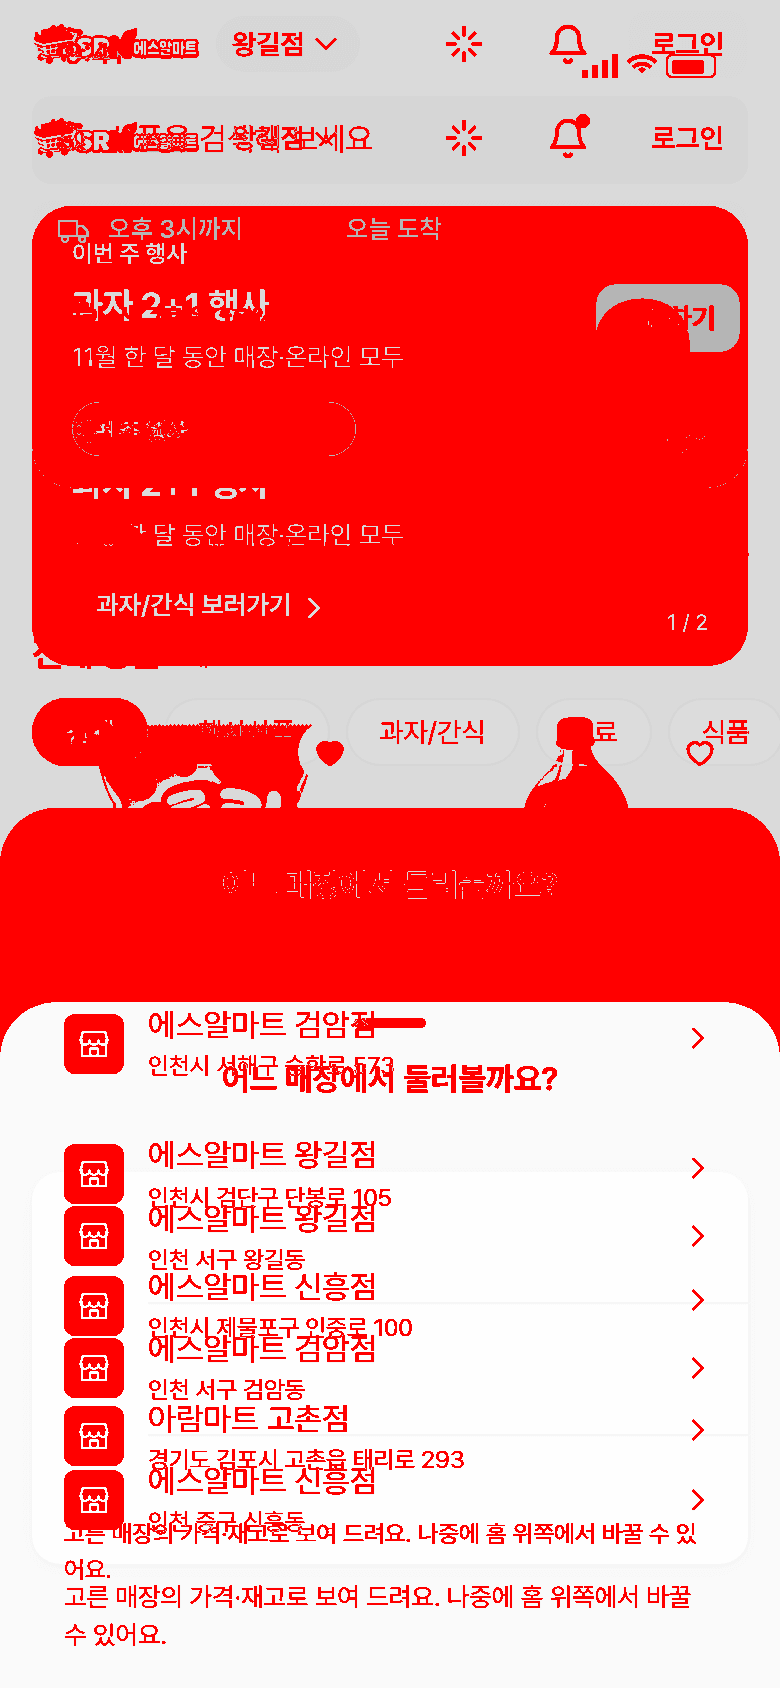 에스알마트
왕길점
로그인
SRM
왕길점
로그인
오후 3시까지
오늘 도착
이번 주 행사
과자 2+1 행사
11월 한 달 동안 매장·온라인 모두
달 동안 매장·온라인 모두
과자/간식 보러가기
1 / 2
과자/간식
식품
에스알마트 검암점
인천시 서해구 승학로 573
어느 매장에서 둘러볼까요?
에스알마트 왕길점
인천시 검단구 단봉로 105
에스알마트 왕길점
인천 서구 왕길동
에스알마트 신흥점
인천시 제물포구 인중로 100
에스알마트 검암점
인천 서구 검암동
아람마트 고촌점
경기도 김포시 고촌읍 태리로 293
에스알마트 신흥점
인천 중구 신흥동
고른 매장의 가격·재고로 보여 드려요. 나중에 홈 위쪽에서 바꿀 수 있
어요.
고른 매장의 가격·재고로 보여 드려요. 나중에 홈 위쪽에서 바꿀
수 있어요.